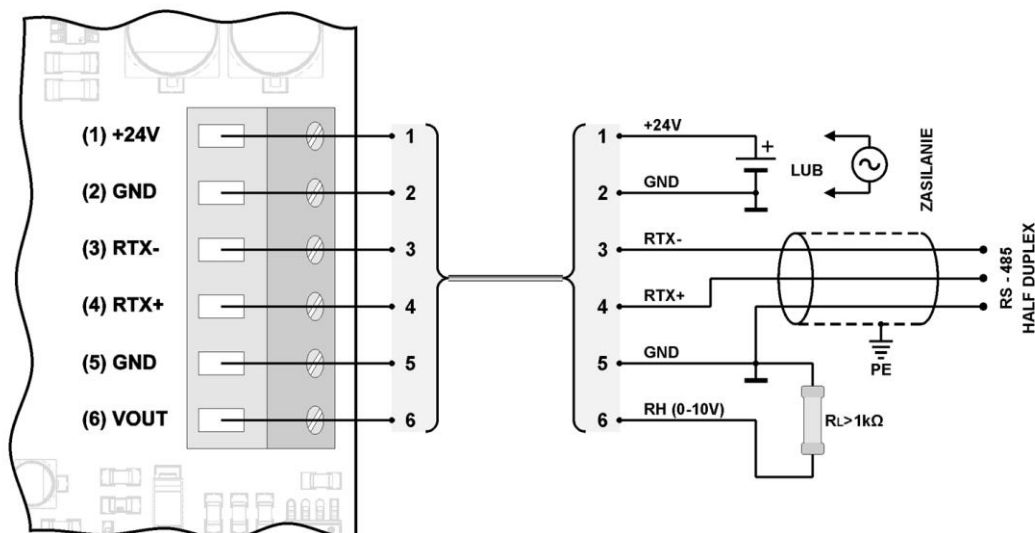 (1) +24V
(2) GND
(3) RTX-
(4) RTX+
(5) GND
(6) VOUT
1
2
3
4
5
6
1
2
3
4
5
6
+24V
GND
RTX-
RTX+
GND
RH (0-10V)
+
LUB
ZASILANIE
PE
RL>1kΩ
RS - 485
HALF DUPLEX